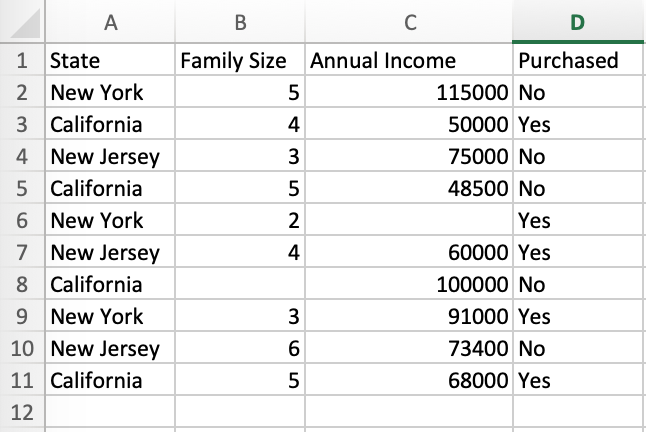 A B C D
1 State Family Size Annual Income Purchased
2 New York 5 115000 No
3 California 4 50000 Yes
4 New Jersey 3 75000 No
5 California 5 48500 No
6 New York 2 Yes
7 New Jersey 4 60000 Yes
8 California 100000 No
9 New York 3 91000 Yes
10 New Jersey 6 73400 No
11 California 5 68000 Yes
12